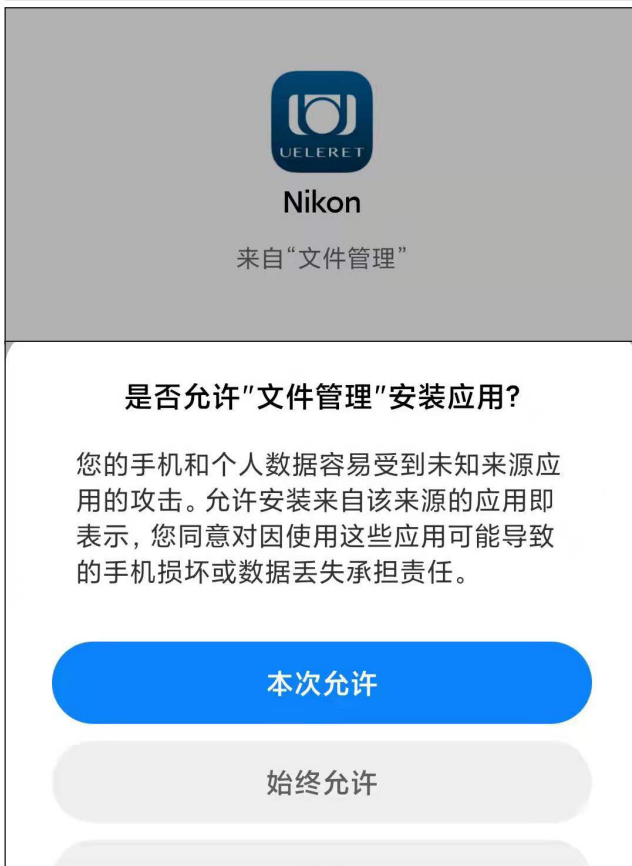 UELERET
Nikon
来自“文件管理”
是否允许"文件管理"安装应用?
您的手机和个人数据容易受到未知来源应
用的攻击。允许安装来自该来源的应用即
表示，您同意对因使用这些应用可能导致
的手机损坏或数据丢失承担责任。
本次允许
始终允许